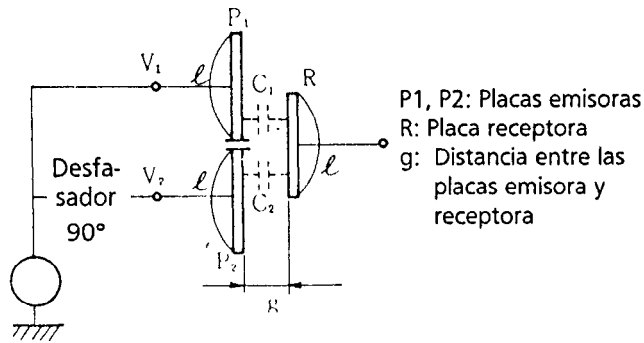 P₁
V₁
ℓ
C₁
R
ℓ
Desfa-
sador
90°
V₂
ℓ
C₂
P₂
g
P1, P2: Placas emisoras
R: Placa receptora
g: Distancia entre las
placas emisora y
receptora